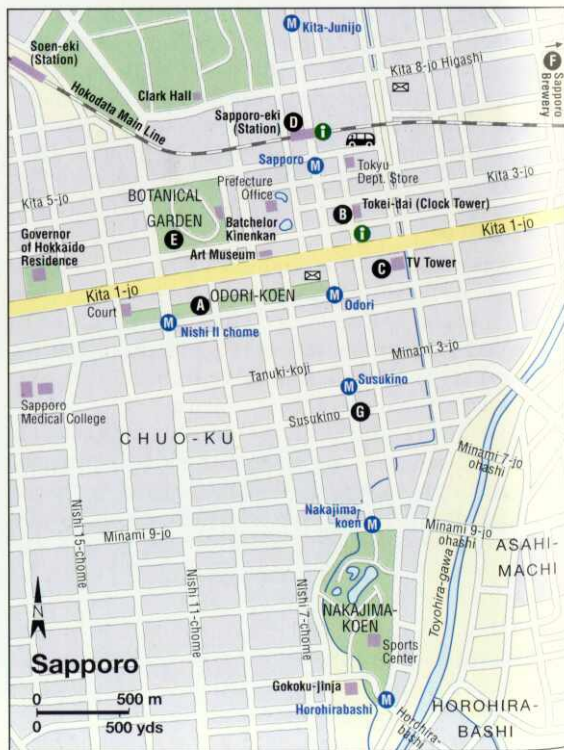 Soen-eki
(Station)
M
Kita-Junijo
Kita 8-jo Higashi
F
Sapporo
Brewery
Clark Hall
Hokodata Main Line
Sapporo-eki
(Station)
D
i
Sapporo
M
Tokyu
Dept. Store
Kita 3-jo
Kita 5-jo
BOTANICAL
GARDEN
Prefecture
Office
B
Tokei-dai (Clock Tower)
Batchelor
Kinenkan
E
i
Kita 1-jo
Governor
of Hokkaido
Residence
Art Museum
C
TV Tower
Kita 1-jo
A
ODORI-KOEN
M
Odori
Court
M
Nishi II chome
Minami 3-jo
Tanuki-koji
M
Susukino
Sapporo
Medical College
Susukino
G
CHUO-KU
Minami 7-jo
ohashi
Nakajima-
koen
M
Minami 9-jo
Minami 9-jo
ohashi
Nishi 15-chome
Nishi 11-chome
Nishi 7-chome
Toyohira-gawa
ASAHI-
MACHI
N
NAKAJIMA-
KOEN
Sports
Center
Sapporo
Gokoku-jInja
M
Horohirabashi
Horohira-
bashi
HOROHIRA-
BASHI
0 500 m
0 500 yds